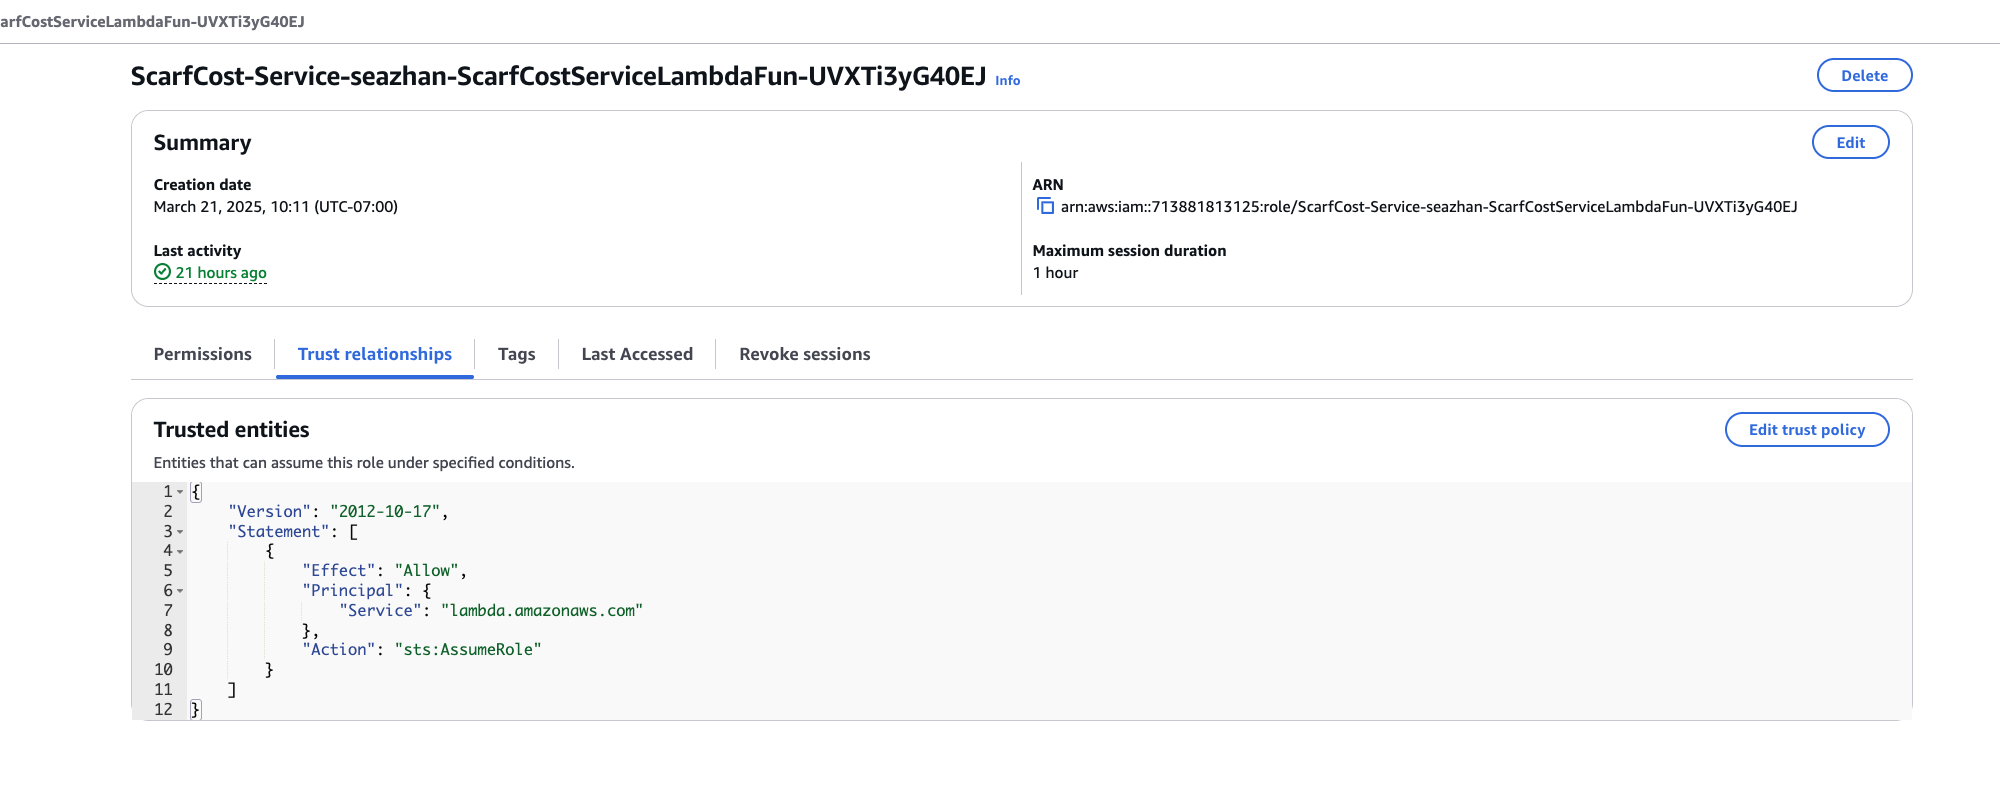 arfCostServiceLambdaFun-UVXTi3yG40EJ
ScarfCost-Service-seazhan-ScarfCostServiceLambdaFun-UVXTi3yG40EJ Info
Delete
Summary
Edit
Creation date
March 21, 2025, 10:11 (UTC-07:00)
ARN
arn:aws:iam::713881813125:role/ScarfCost-Service-seazhan-ScarfCostServiceLambdaFun-UVXTi3yG40EJ
Last activity
21 hours ago
Maximum session duration
1 hour
Permissions Trust relationships Tags Last Accessed Revoke sessions
Trusted entities
Edit trust policy
Entities that can assume this role under specified conditions.
1 {
2 "Version": "2012-10-17",
3 "Statement": [
4 {
5 "Effect": "Allow",
6 "Principal": {
7 "Service": "lambda.amazonaws.com"
8 },
9 "Action": "sts:AssumeRole"
10 }
11 ]
12 }